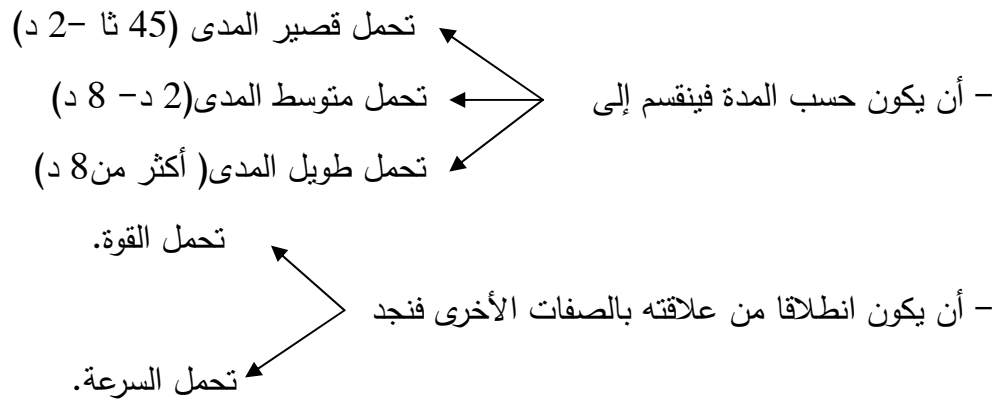 تحمل قصير المدى (45 ثا -2 د)
- أن يكون حسب المدة فينقسم إلى
تحمل متوسط المدى(2 د- 8 د)
تحمل طويل المدى( أكثر من8 د)
تحمل القوة.
- أن يكون انطلاقا من علاقته بالصفات الأخرى فنجد
تحمل السرعة.